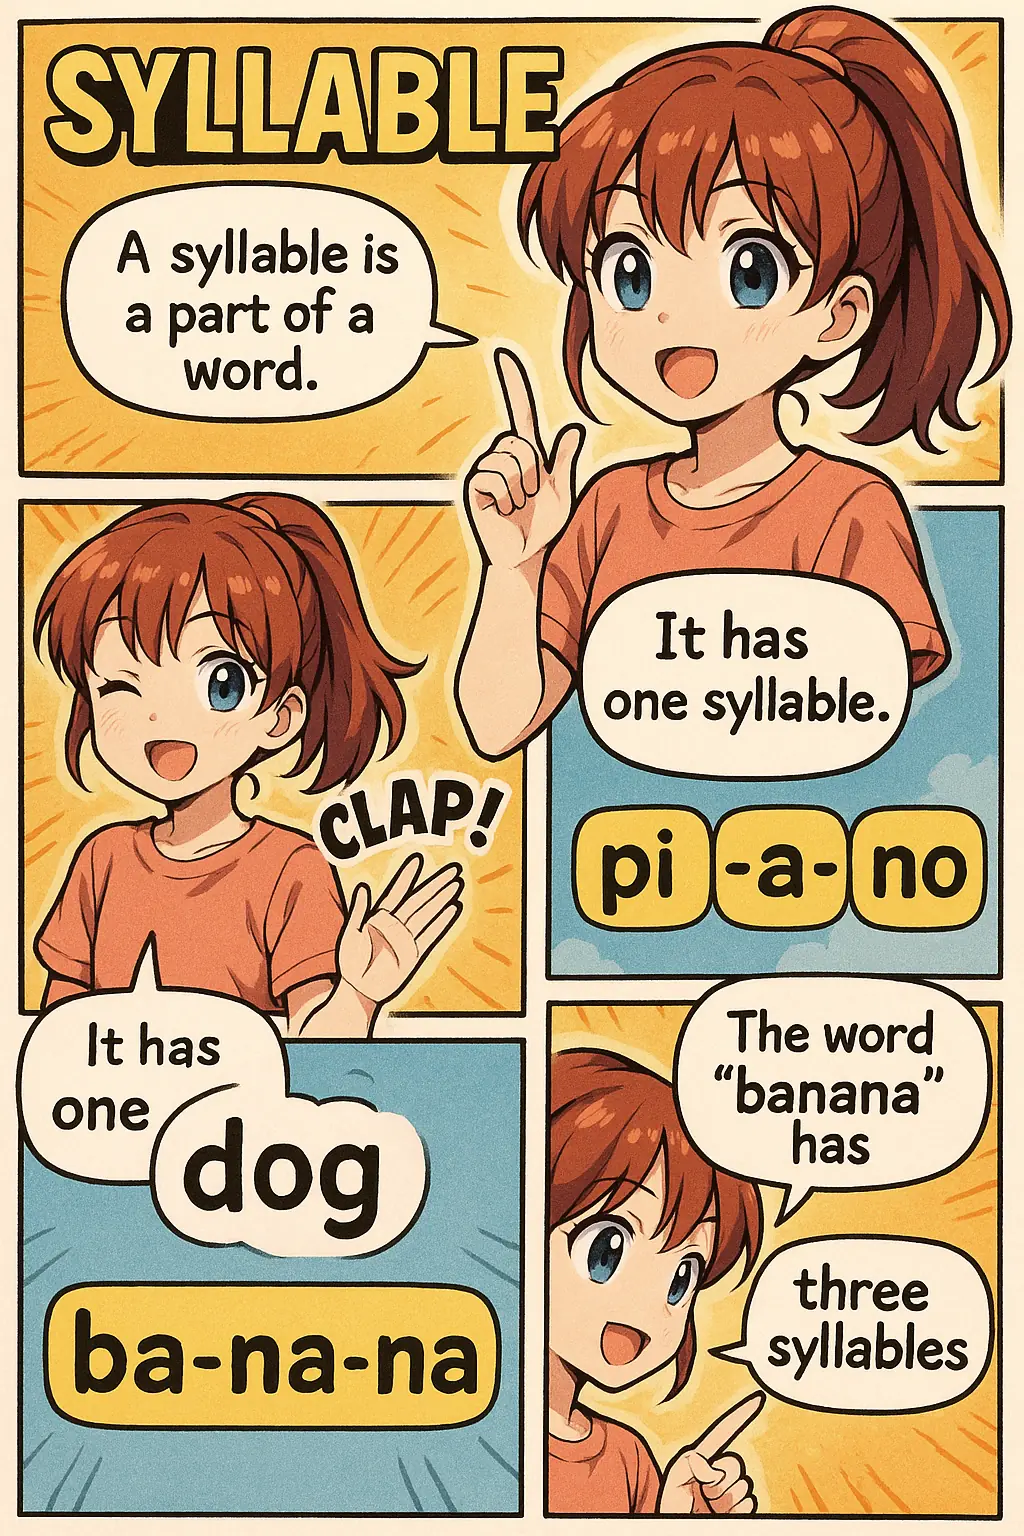 SYLLABLE
A syllable is
a part of a
word.
CLAP!
It has
one syllable.
pi -a- no
It has
one
dog
ba-na-na
The word
“banana”
has
three
syllables